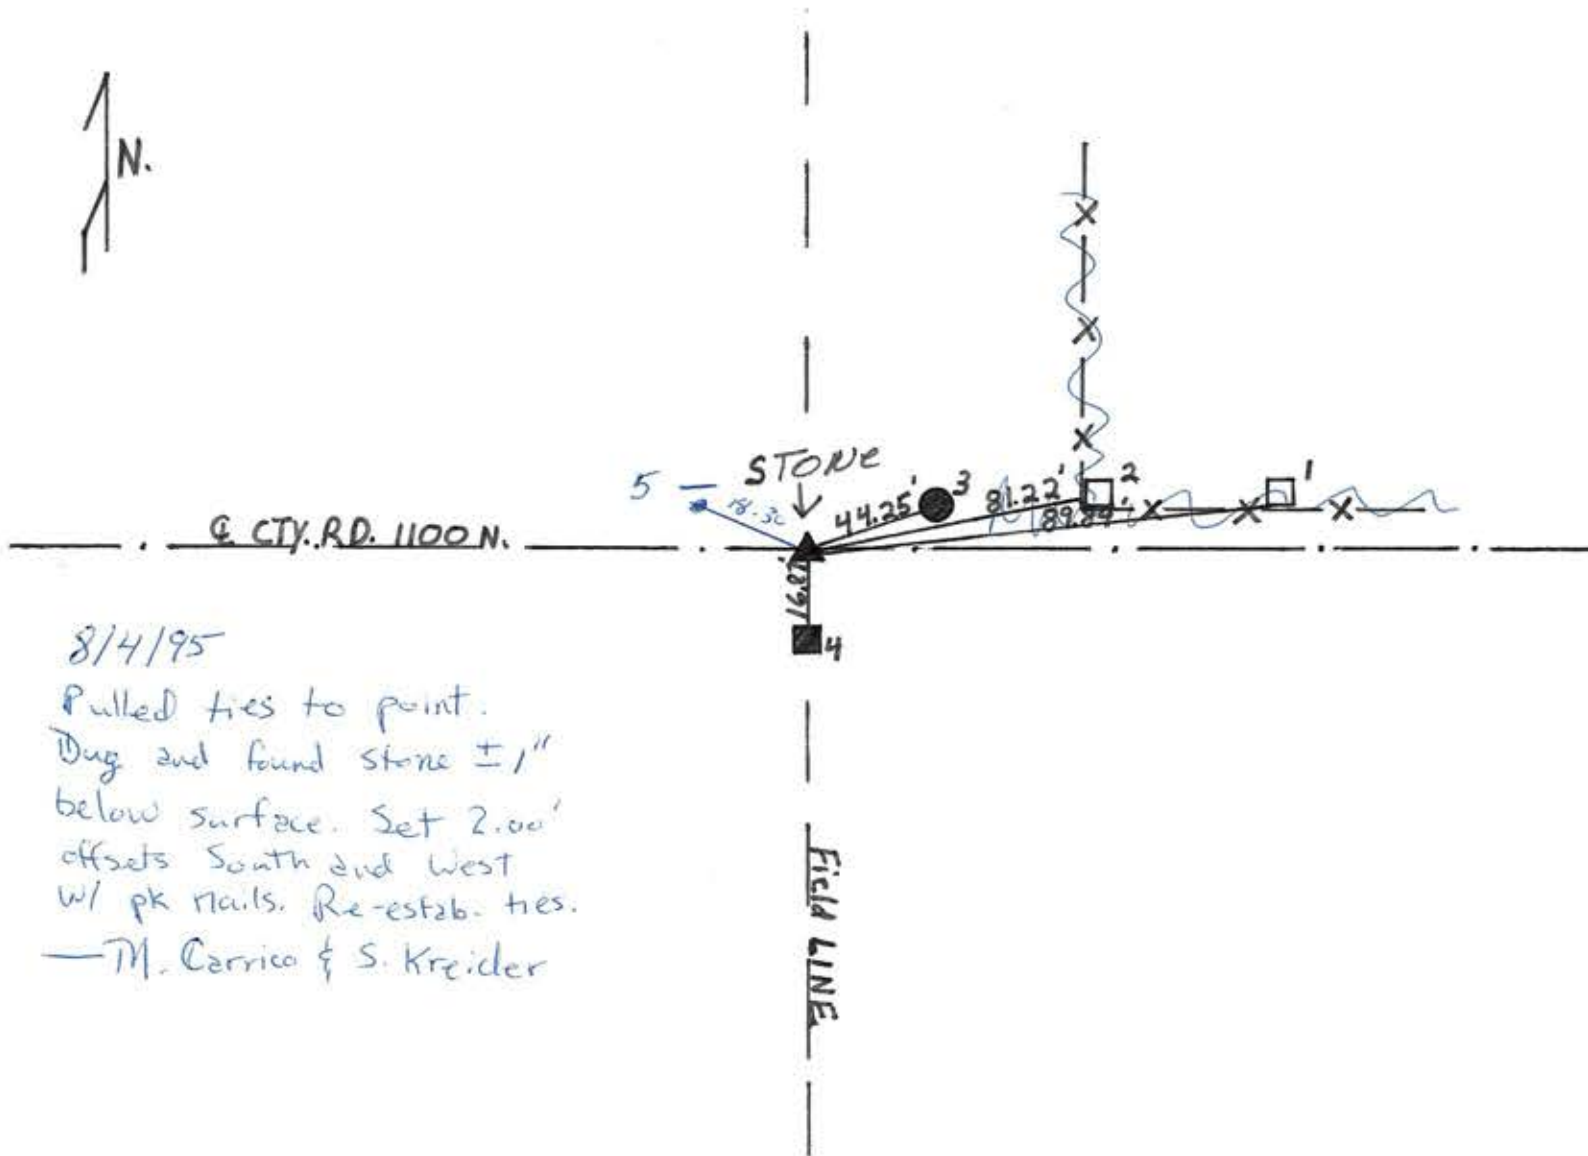 N.
STONE
5
18.30
44.25'
3
81.22'
2
89.89'
1
℄ CTY. RD. 1100 N.
16.87'
4
8/4/95
Pulled ties to point.
Dug and found stone ± 1"
below surface. Set 2.00'
offsets South and West
w/ pk nails. Re-estab. ties.
— M. Carrico & S. Kreider
Field LINE